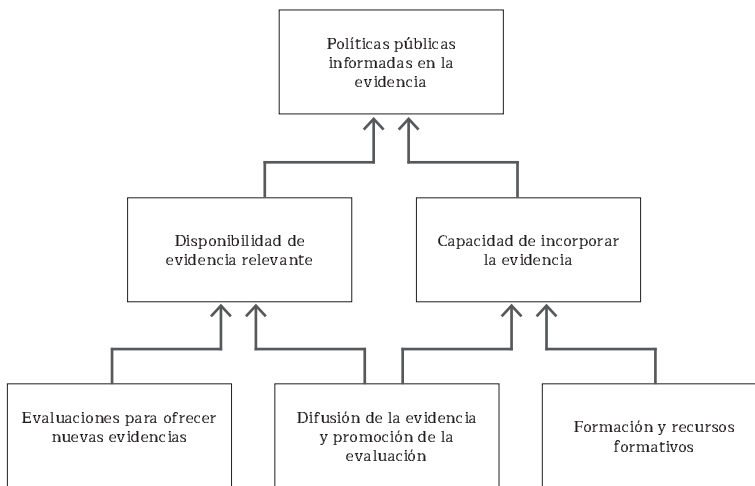 Políticas públicas
informadas en la
evidencia
Disponibilidad de
evidencia relevante
Capacidad de incorporar
la evidencia
Evaluaciones para ofrecer
nuevas evidencias
Difusión de la evidencia
y promoción de la
evaluación
Formación y recursos
formativos